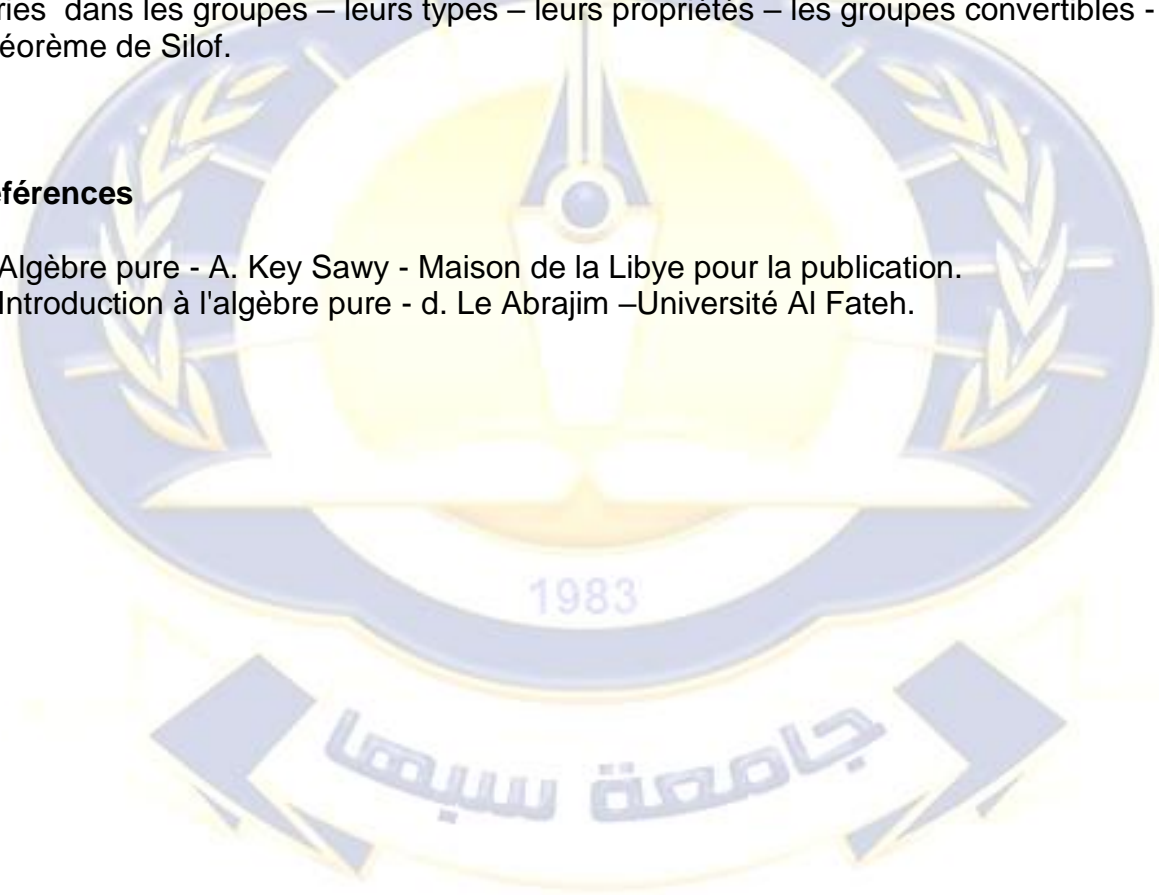 ries dans les groupes – leurs types – leurs propriétés – les groupes convertibles -
éorème de Silof.
férences
Algèbre pure - A. Key Sawy - Maison de la Libye pour la publication.
Introduction à l'algèbre pure - d. Le Abrajim –Université Al Fateh.
1983
جامعة سبها